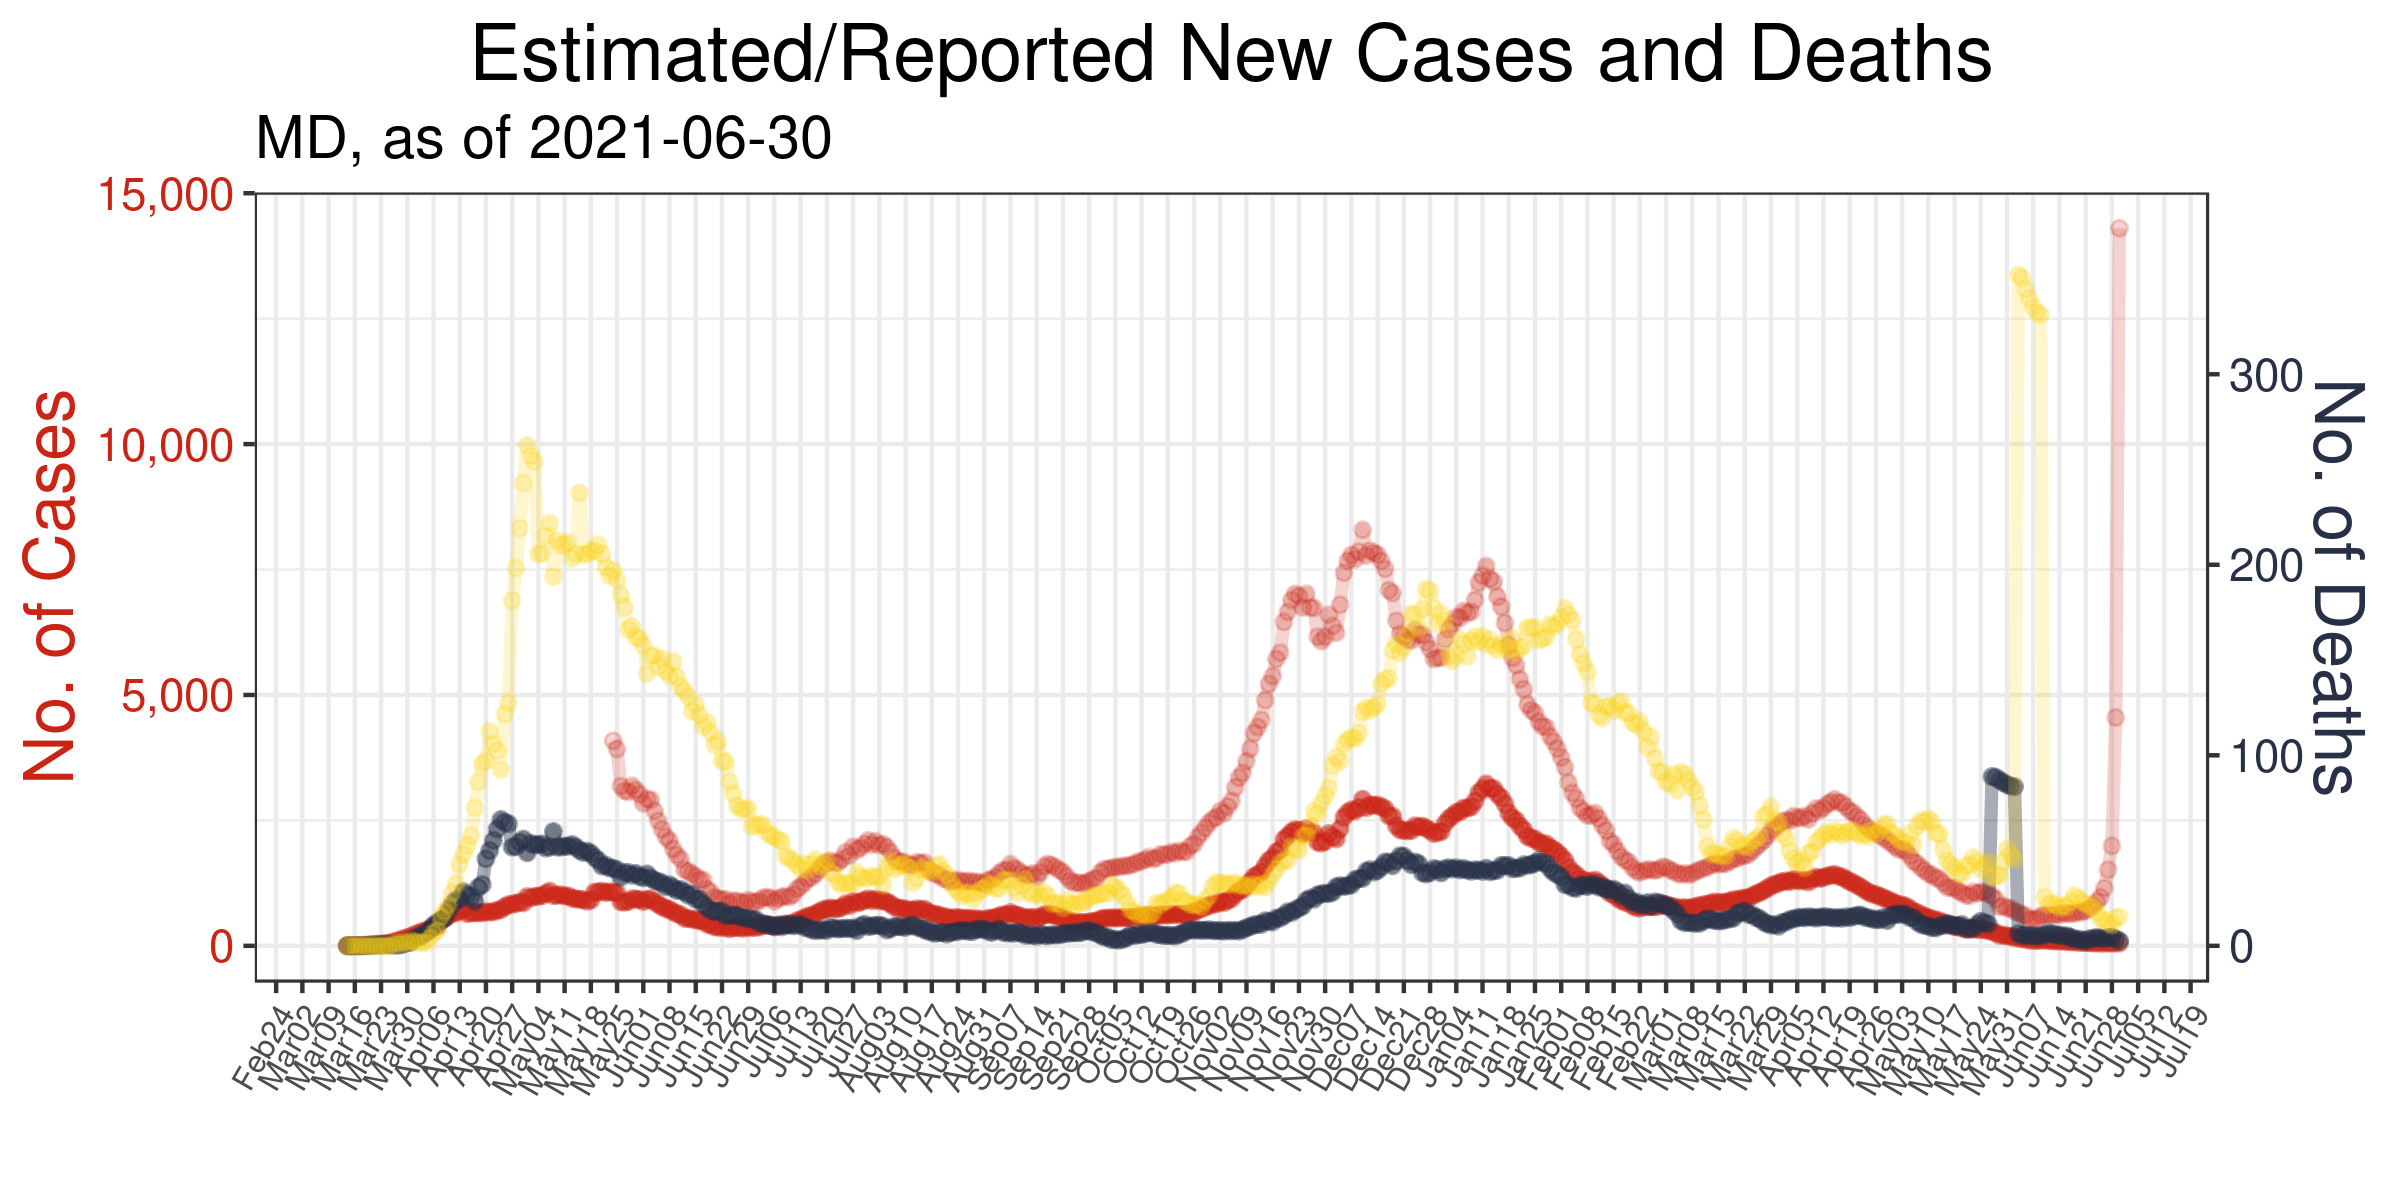 Estimated/Reported New Cases and Deaths
MD, as of 2021-06-30
No. of Cases
15,000
10,000
5,000
0
300
200
100
0
No. of Deaths
Feb24
Mar02
Mar09
Mar16
Mar23
Mar30
Apr06
Apr13
Apr20
Apr27
May04
May11
May18
May25
Jun01
Jun08
Jun15
Jun22
Jun29
Jul06
Jul13
Jul20
Jul27
Aug03
Aug10
Aug17
Aug24
Aug31
Sep07
Sep14
Sep21
Sep28
Oct05
Oct12
Oct19
Oct26
Nov02
Nov09
Nov16
Nov23
Nov30
Dec07
Dec14
Dec21
Dec28
Jan04
Jan11
Jan18
Jan25
Feb01
Feb08
Feb15
Feb22
Mar01
Mar08
Mar15
Mar22
Mar29
Apr05
Apr12
Apr19
Apr26
May03
May10
May17
May24
May31
Jun07
Jun14
Jun21
Jun28
Jul05
Jul12
Jul19